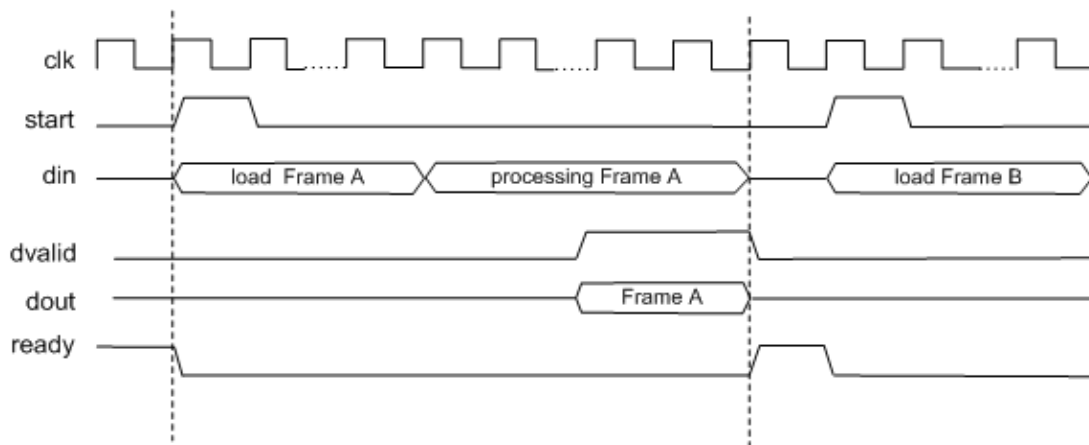 clk
start
din load Frame A processing Frame A load Frame B
dvalid
dout Frame A
ready